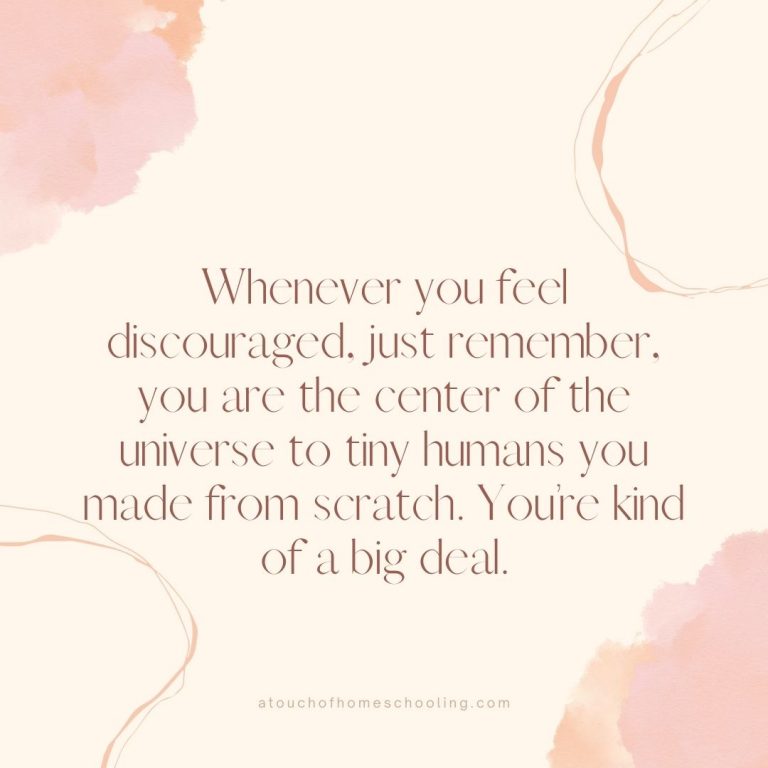 Whenever you feel
discouraged, just remember,
you are the center of the
universe to tiny humans you
made from scratch. You're kind
of a big deal.
atouchofhomeschooling.com